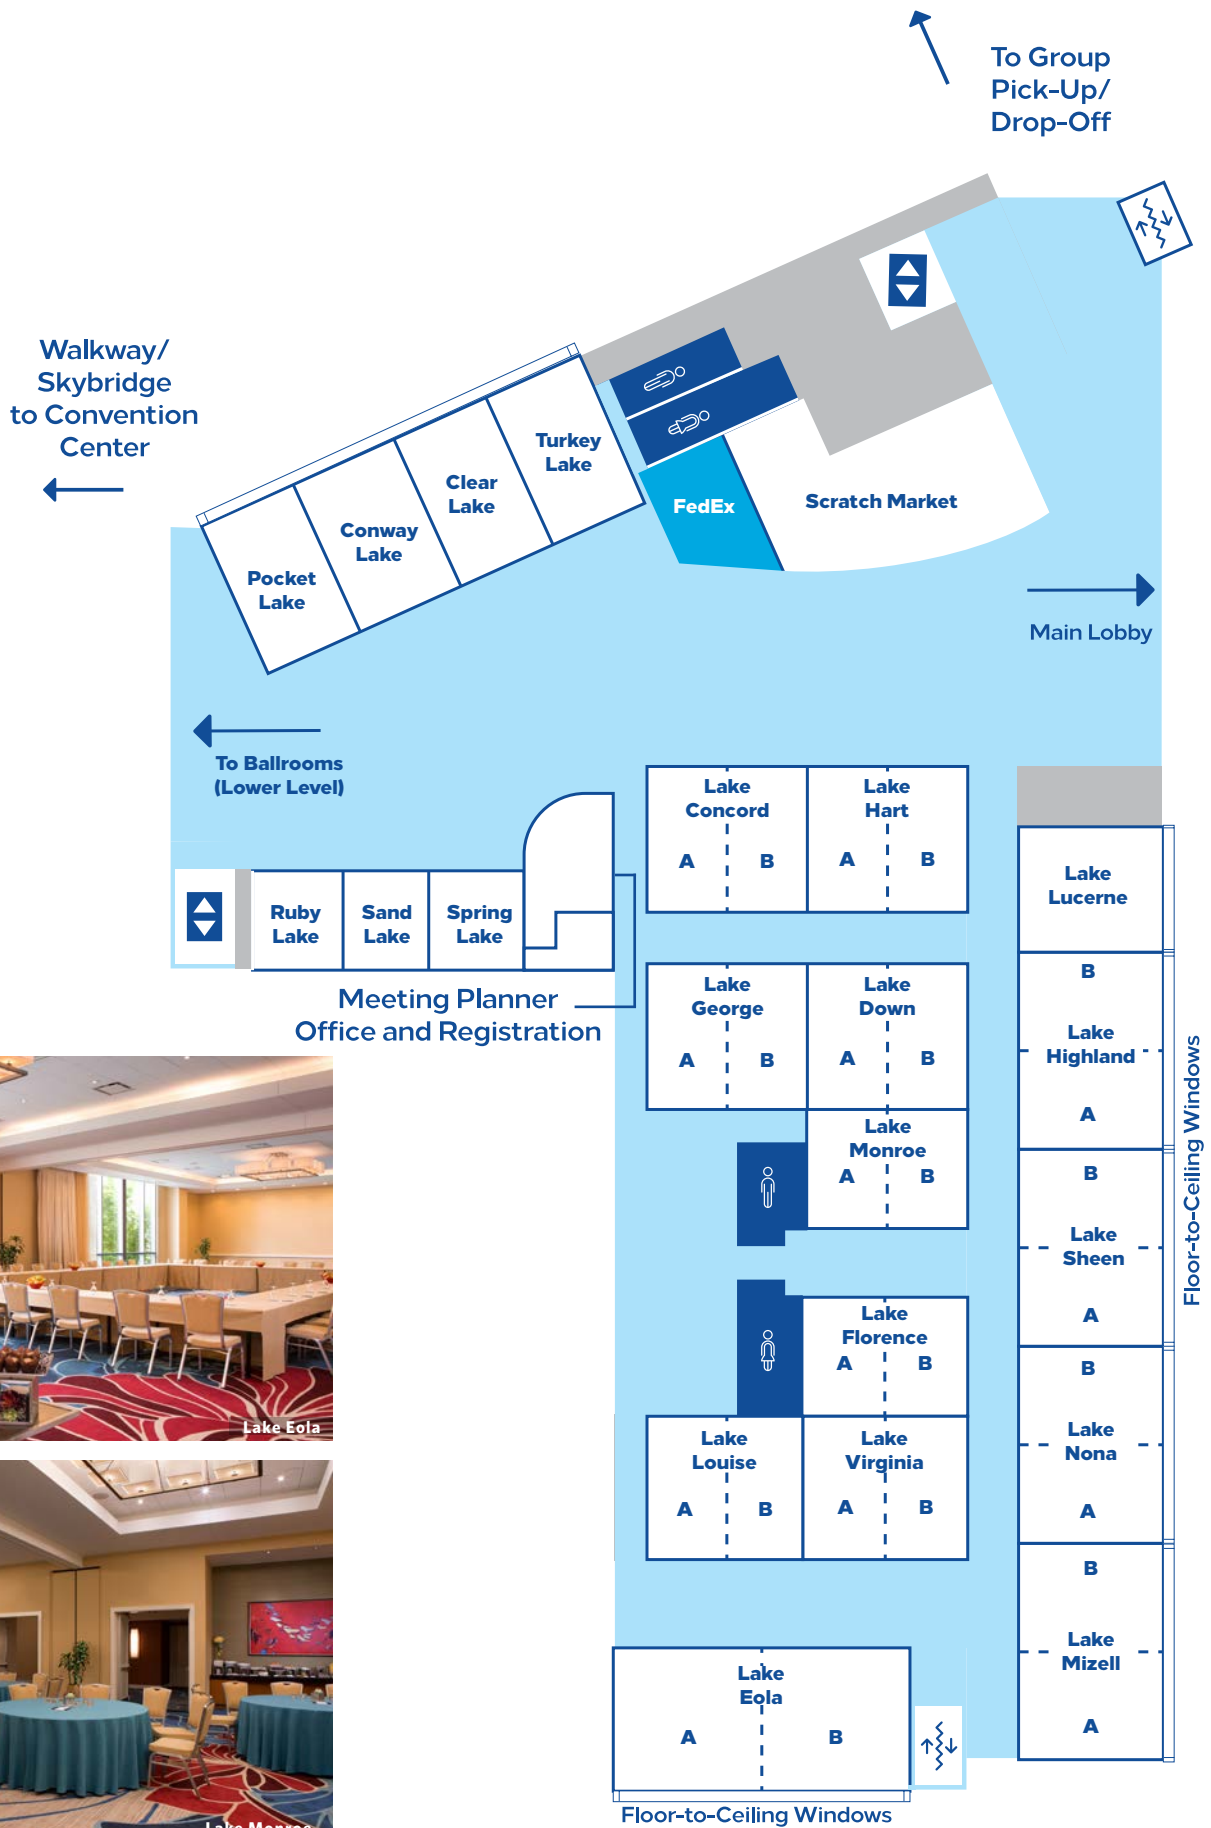 To Group
Pick-Up/
Drop-Off
Walkway/
Skybridge
to Convention
Center
Turkey
Lake
Clear
Lake
Conway
Lake
Pocket
Lake
FedEx
Scratch Market
Main Lobby
To Ballrooms
(Lower Level)
Lake
Concord
A B
Lake
Hart
A B
Lake
Lucerne
Ruby
Lake
Sand
Lake
Spring
Lake
Meeting Planner
Office and Registration
Lake
George
A B
Lake
Down
A B
B
Lake
Highland
A
Lake
Monroe
A B
B
Lake
Sheen
A
Floor-to-Ceiling Windows
Lake
Florence
A B
B
Lake
Nona
A
Lake
Louise
A B
Lake
Virginia
A B
B
Lake
Mizell
A
Lake
Eola
A B
Floor-to-Ceiling Windows
Lake Eola
Lake Monroe